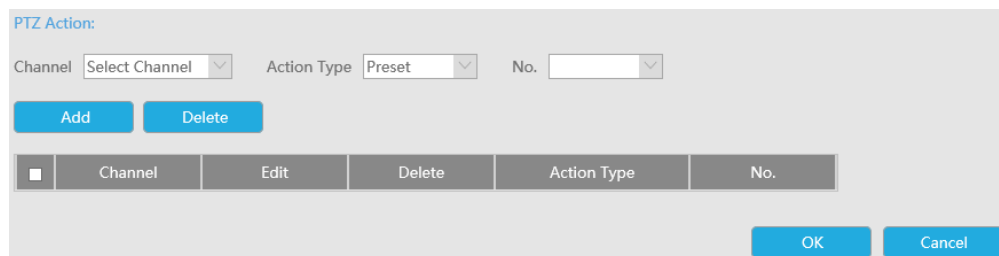 PTZ Action:
Channel Select Channel Action Type Preset No.
Add Delete
Channel Edit Delete Action Type No.
OK Cancel